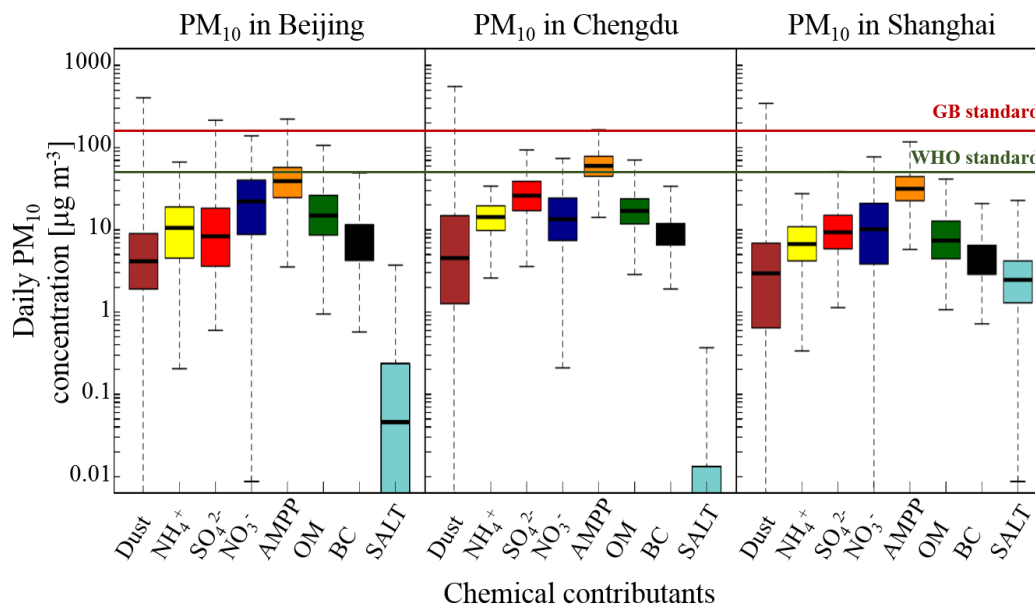 PM₁₀ in Beijing
PM₁₀ in Chengdu
PM₁₀ in Shanghai
Daily PM₁₀
concentration [µg m⁻³]
1000
100
10
1
0.1
0.01
GB standard
WHO standard
Dust
NH₄⁺
SO₄²⁻
NO₃⁻
AMPP
OM
BC
SALT
Dust
NH₄⁺
SO₄²⁻
NO₃⁻
AMPP
OM
BC
SALT
Dust
NH₄⁺
SO₄²⁻
NO₃⁻
AMPP
OM
BC
SALT
Chemical contributants